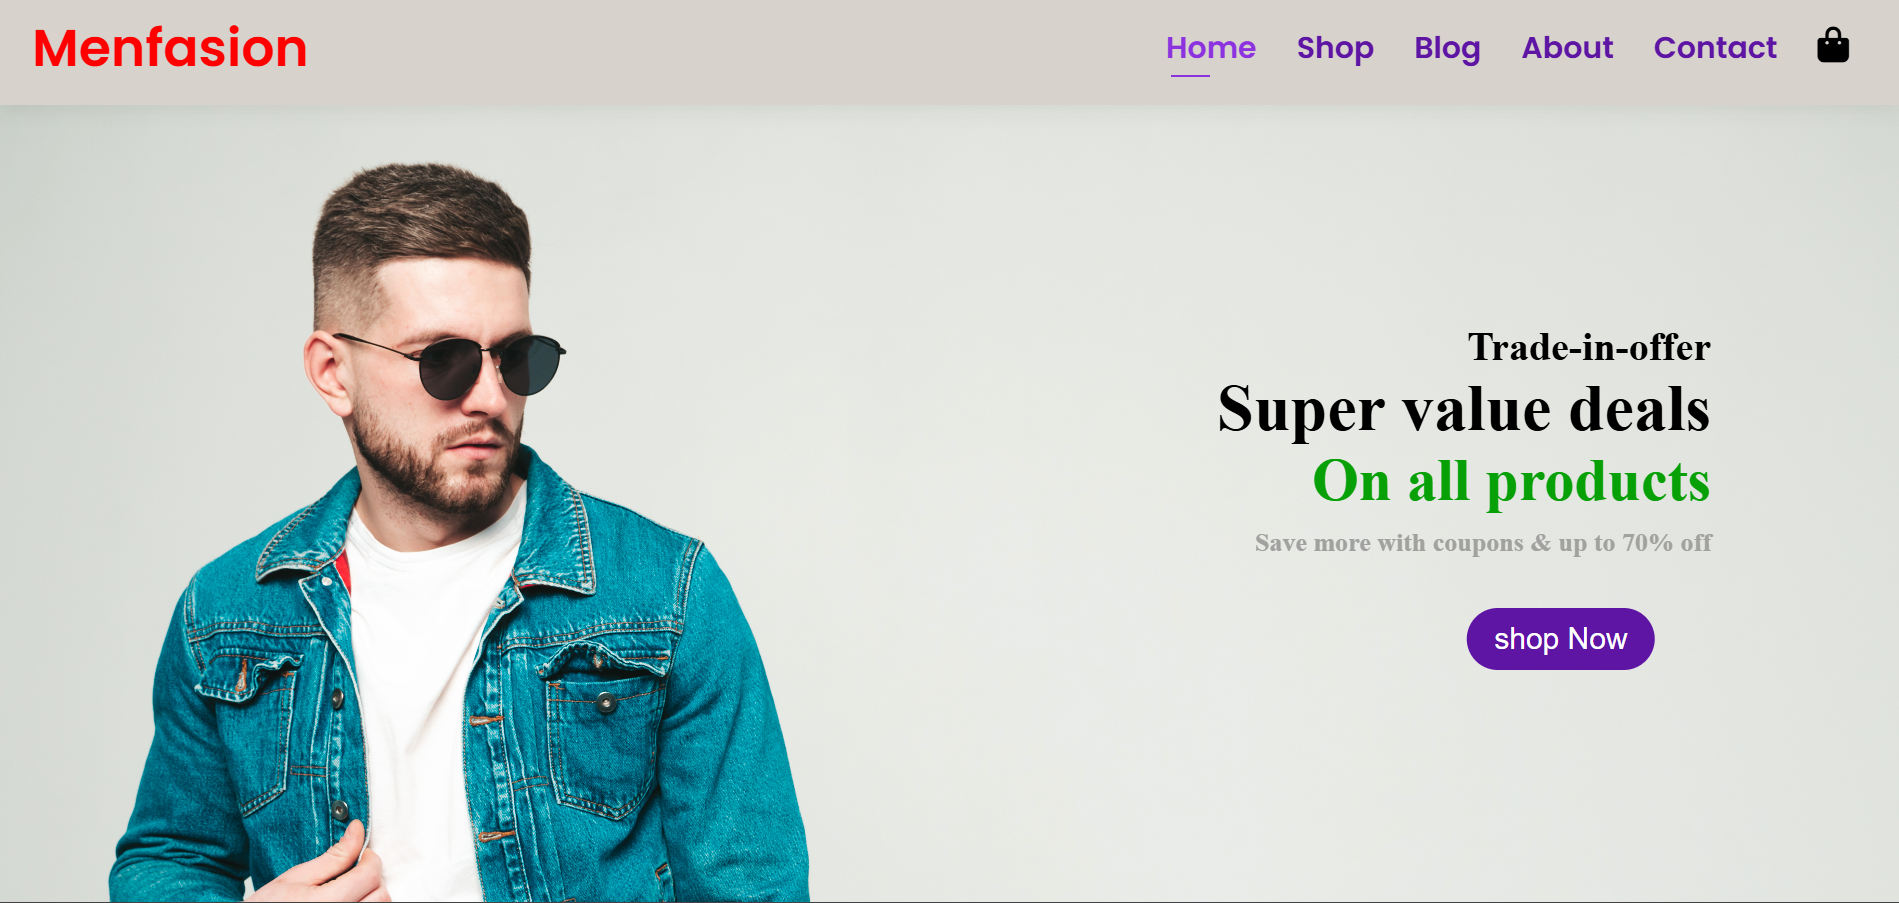 Menfasion
Home Shop Blog About Contact
Trade-in-offer
Super value deals
On all products
Save more with coupons & up to 70% off
shop Now